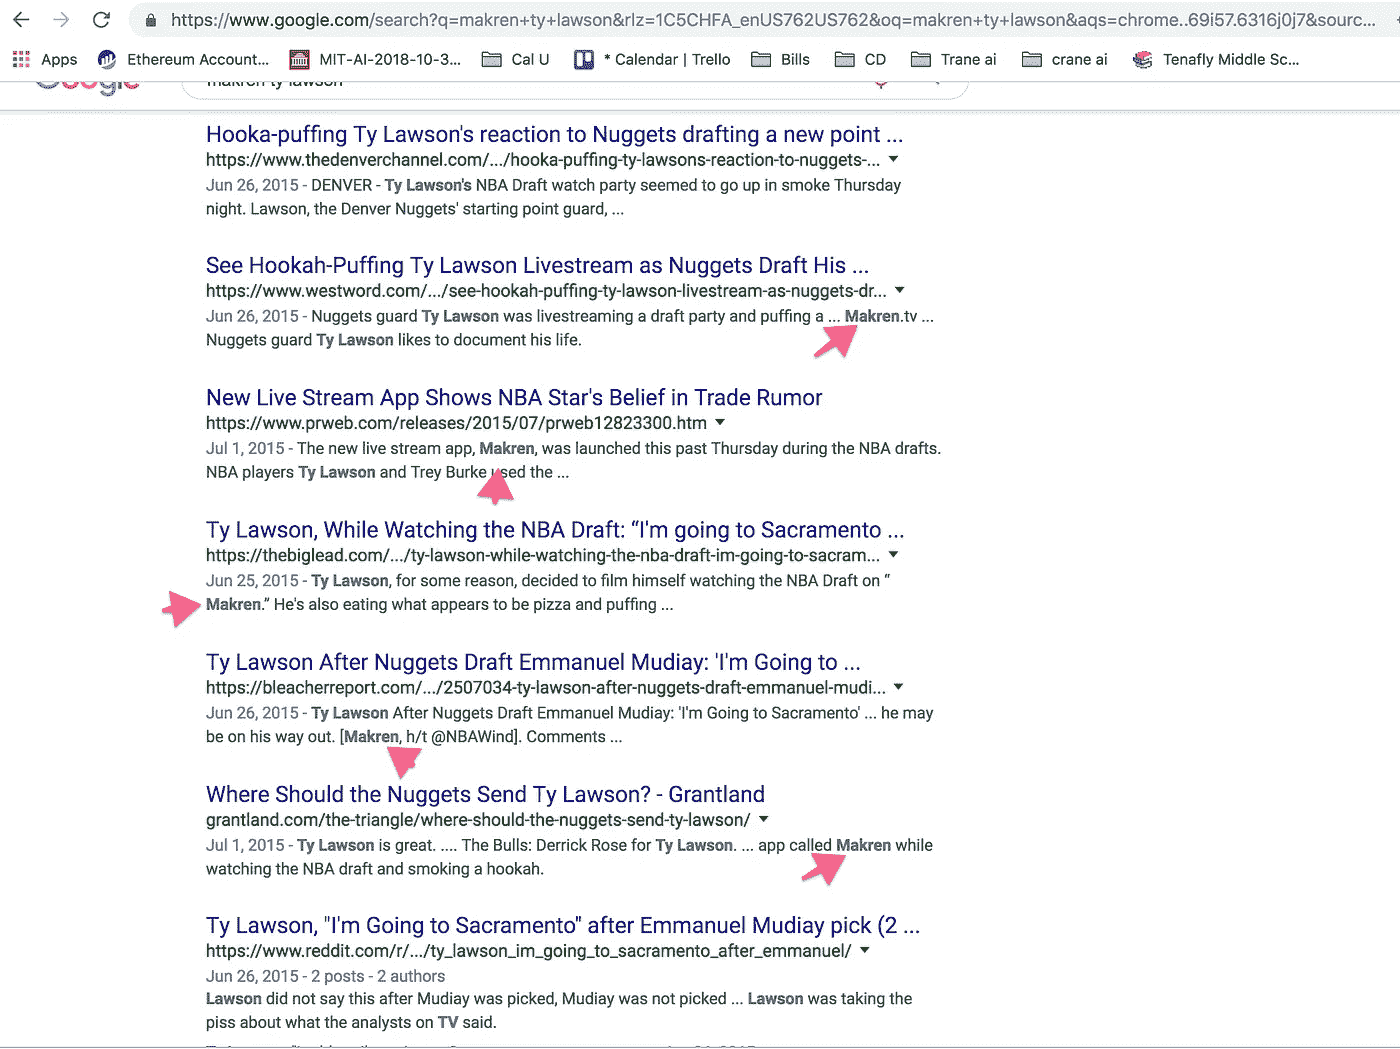 https://www.google.com/search?q=makren+ty+lawson&rlz=1C5CHFA_enUS762US762&oq=makren+ty+lawson&aqs=chrome..69i57.6316j0j7&sourc...
Apps Ethereum Account... MIT-AI-2018-10-3... Cal U * Calendar | Trello Bills CD Trane ai crane ai Tenafly Middle Sc...
Google makren ty lawson
Hooka-puffing Ty Lawson's reaction to Nuggets drafting a new point ...
https://www.thedenverchannel.com/.../hooka-puffing-ty-lawsons-reaction-to-nuggets-...
Jun 26, 2015 - DENVER - Ty Lawson's NBA Draft watch party seemed to go up in smoke Thursday
night. Lawson, the Denver Nuggets' starting point guard, ...
See Hookah-Puffing Ty Lawson Livestream as Nuggets Draft His ...
https://www.westword.com/.../see-hookah-puffing-ty-lawson-livestream-as-nuggets-dr...
Jun 26, 2015 - Nuggets guard Ty Lawson was livestreaming a draft party and puffing a ... Makren.tv ...
Nuggets guard Ty Lawson likes to document his life.
New Live Stream App Shows NBA Star's Belief in Trade Rumor
https://www.prweb.com/releases/2015/07/prweb12823300.htm
Jul 1, 2015 - The new live stream app, Makren, was launched this past Thursday during the NBA drafts.
NBA players Ty Lawson and Trey Burke used the ...
Ty Lawson, While Watching the NBA Draft: “I'm going to Sacramento ...
https://thebiglead.com/.../ty-lawson-while-watching-the-nba-draft-im-going-to-sacram...
Jun 25, 2015 - Ty Lawson, for some reason, decided to film himself watching the NBA Draft on “
Makren.” He's also eating what appears to be pizza and puffing ...
Ty Lawson After Nuggets Draft Emmanuel Mudiay: 'I'm Going to ...
https://bleacherreport.com/.../2507034-ty-lawson-after-nuggets-draft-emmanuel-mudi...
Jun 26, 2015 - Ty Lawson After Nuggets Draft Emmanuel Mudiay: 'I'm Going to Sacramento' ... he may
be on his way out. [Makren, h/t @NBAWind]. Comments ...
Where Should the Nuggets Send Ty Lawson? - Grantland
grantland.com/the-triangle/where-should-the-nuggets-send-ty-lawson/
Jul 1, 2015 - Ty Lawson is great. .... The Bulls: Derrick Rose for Ty Lawson. ... app called Makren while
watching the NBA draft and smoking a hookah.
Ty Lawson, "I'm Going to Sacramento" after Emmanuel Mudiay pick (2 ...
https://www.reddit.com/r/.../ty_lawson_im_going_to_sacramento_after_emmanuel/
Jun 26, 2015 - 2 posts - 2 authors
Lawson did not say this after Mudiay was picked, Mudiay was not picked ... Lawson was taking the
piss about what the analysts on TV said.